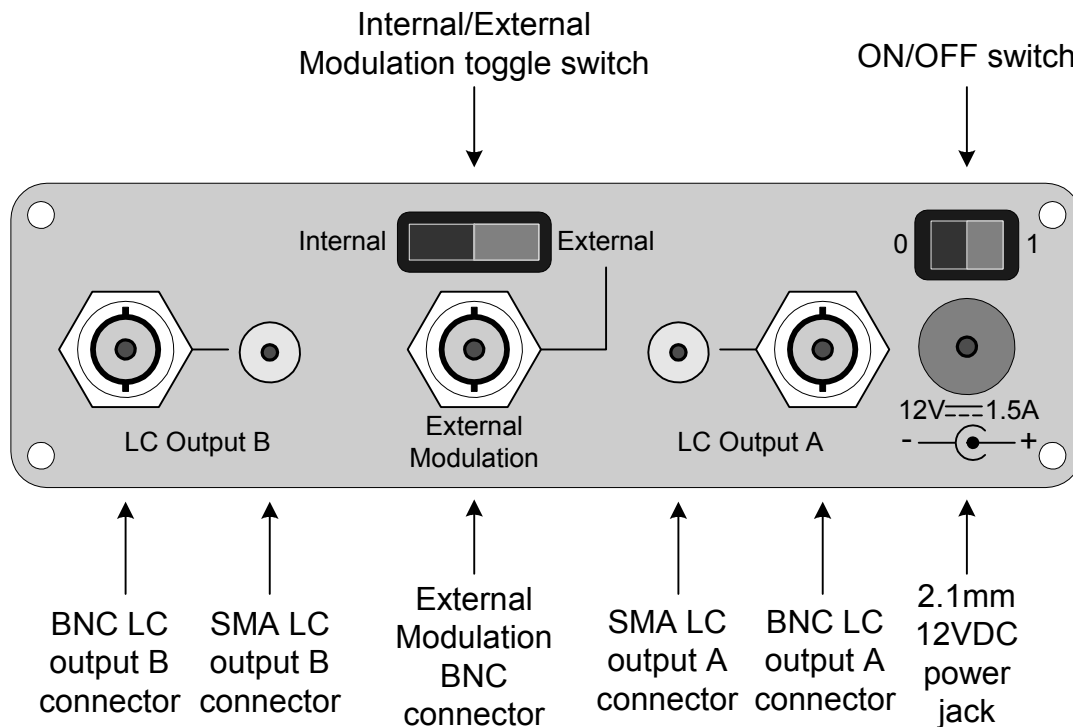 Internal/External
Modulation toggle switch
ON/OFF switch
Internal
External
0
1
LC Output B
External
Modulation
LC Output A
12V 1.5A
- +
BNC LC
output B
connector
SMA LC
output B
connector
External
Modulation
BNC
connector
SMA LC
output A
connector
BNC LC
output A
connector
2.1mm
12VDC
power
jack